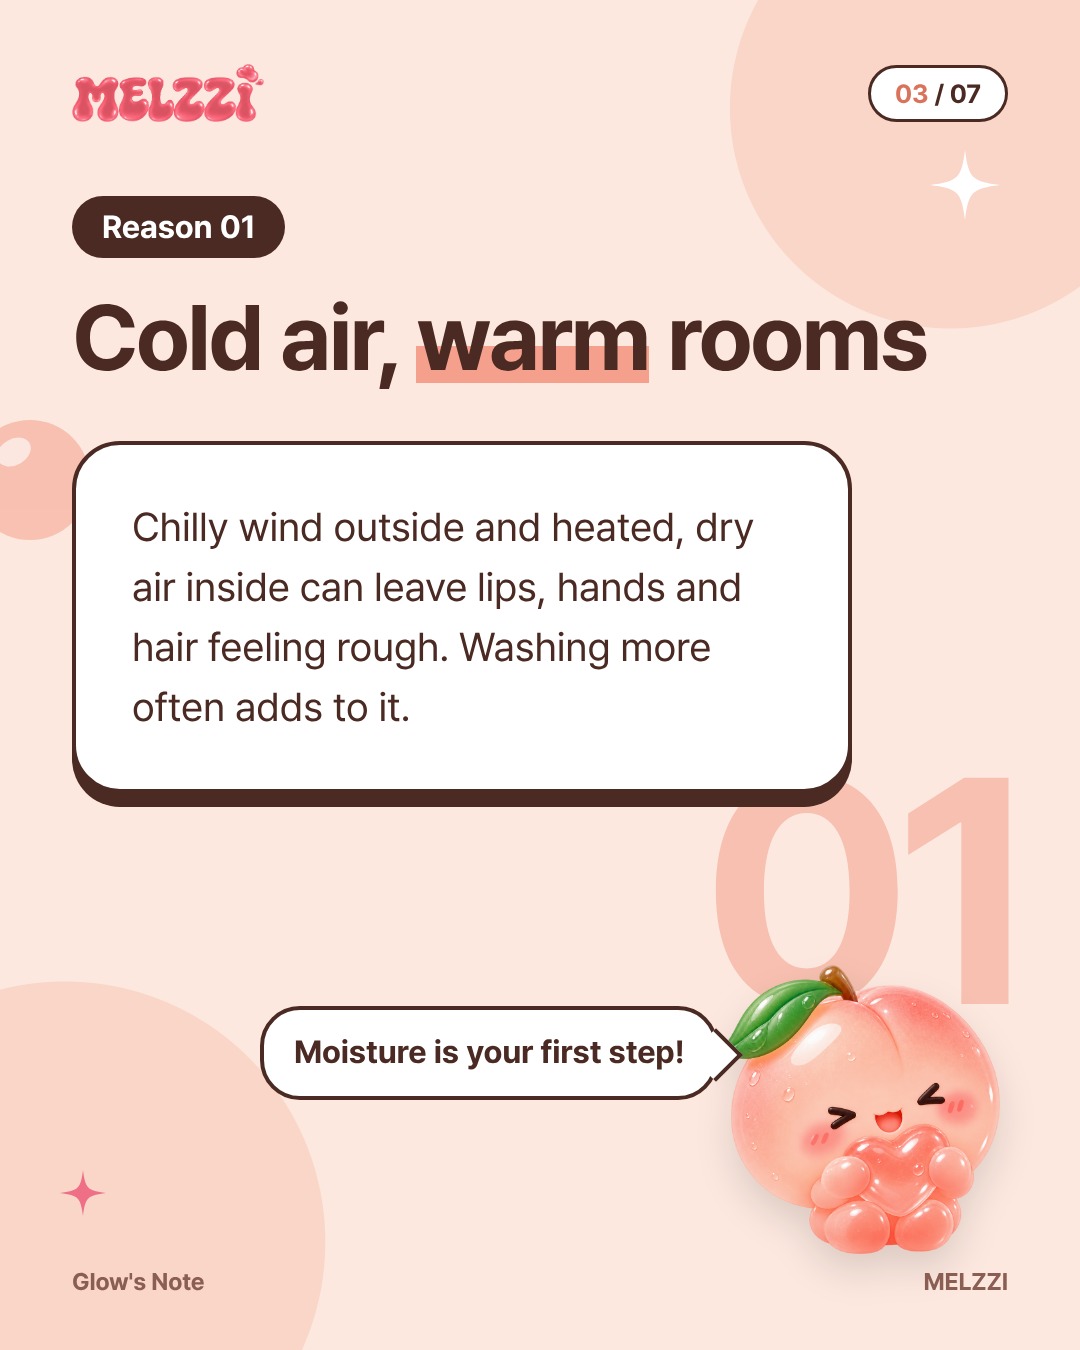 MELZZI
03 / 07
Reason 01
Cold air, warm rooms
Chilly wind outside and heated, dry
air inside can leave lips, hands and
hair feeling rough. Washing more
often adds to it.
01
Moisture is your first step!
Glow's Note
MELZZI